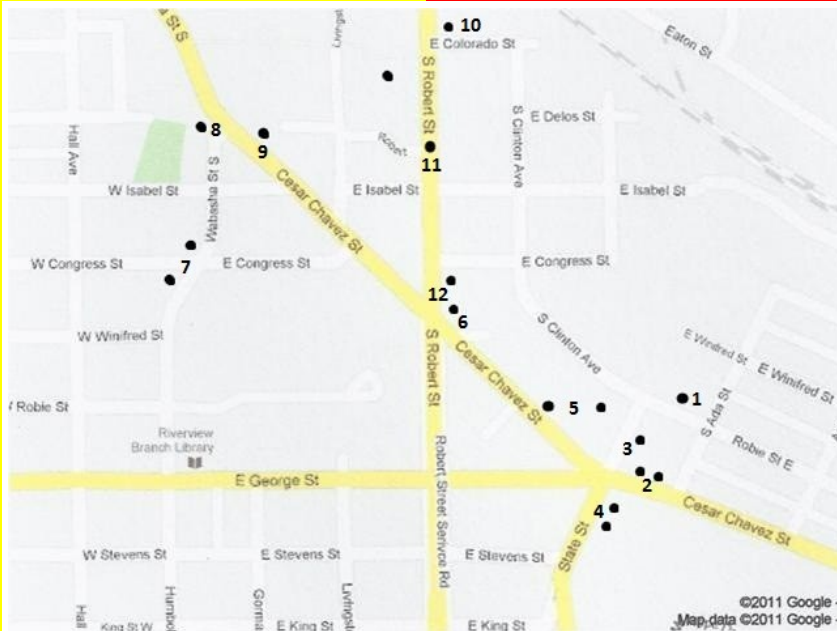 10
E Colorado St
Eaton St
S Robert St
S Clinton Ave
E Delos St
Hall Ave
8
9
11
W Isabel St
E Isabel St
E Isabel St
Wabasha St S
Cesar Chavez St
W Congress St
7
E Congress St
E Congress St
12
6
S Clinton Ave
W Winifred St
S Robert St
Cesar Chavez St
E Winifred St
E Winifred St
5
1
S Ada St
Riverview
Branch Library
3
Robie St E
E George St
Robert Street Service Rd
2
Cesar Chavez St
4
State St
W Stevens St
E Stevens St
E Stevens St
Hall
King St W
E King St
E King St
©2011 Google -
Map data ©2011 Google -